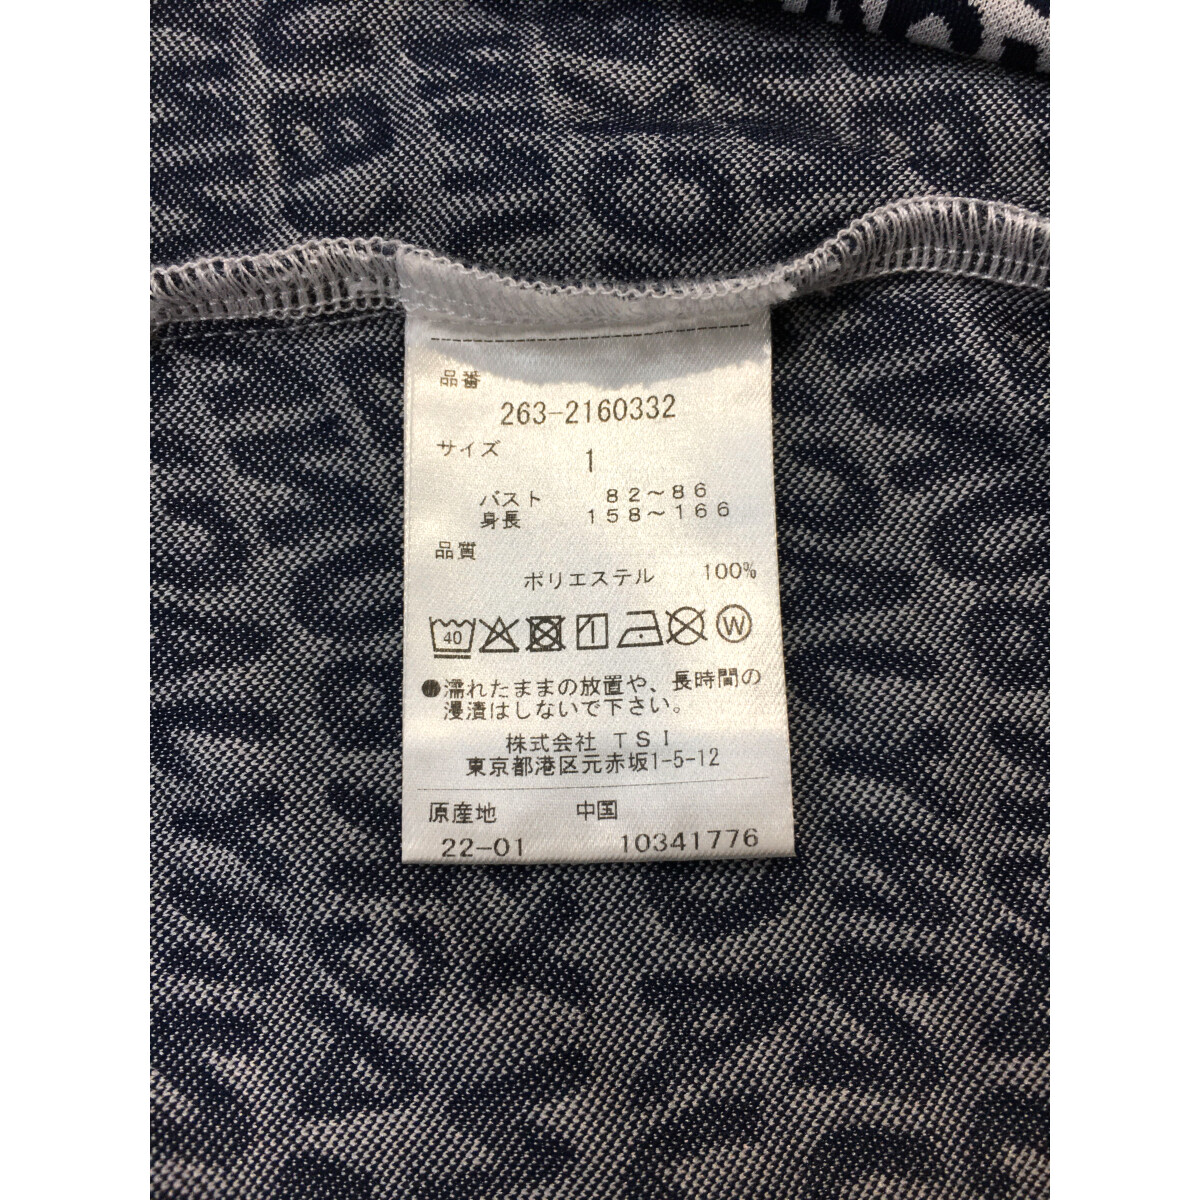 品番
263-2160332
サイズ
1
バスト 82～86
身長 158～166
品質
ポリエステル 100%
40 W
●濡れたままの放置や、長時間の
浸漬はしないで下さい。
株式会社 TSI
東京都港区元赤坂1-5-12
原産地 中国
22-01 10341776